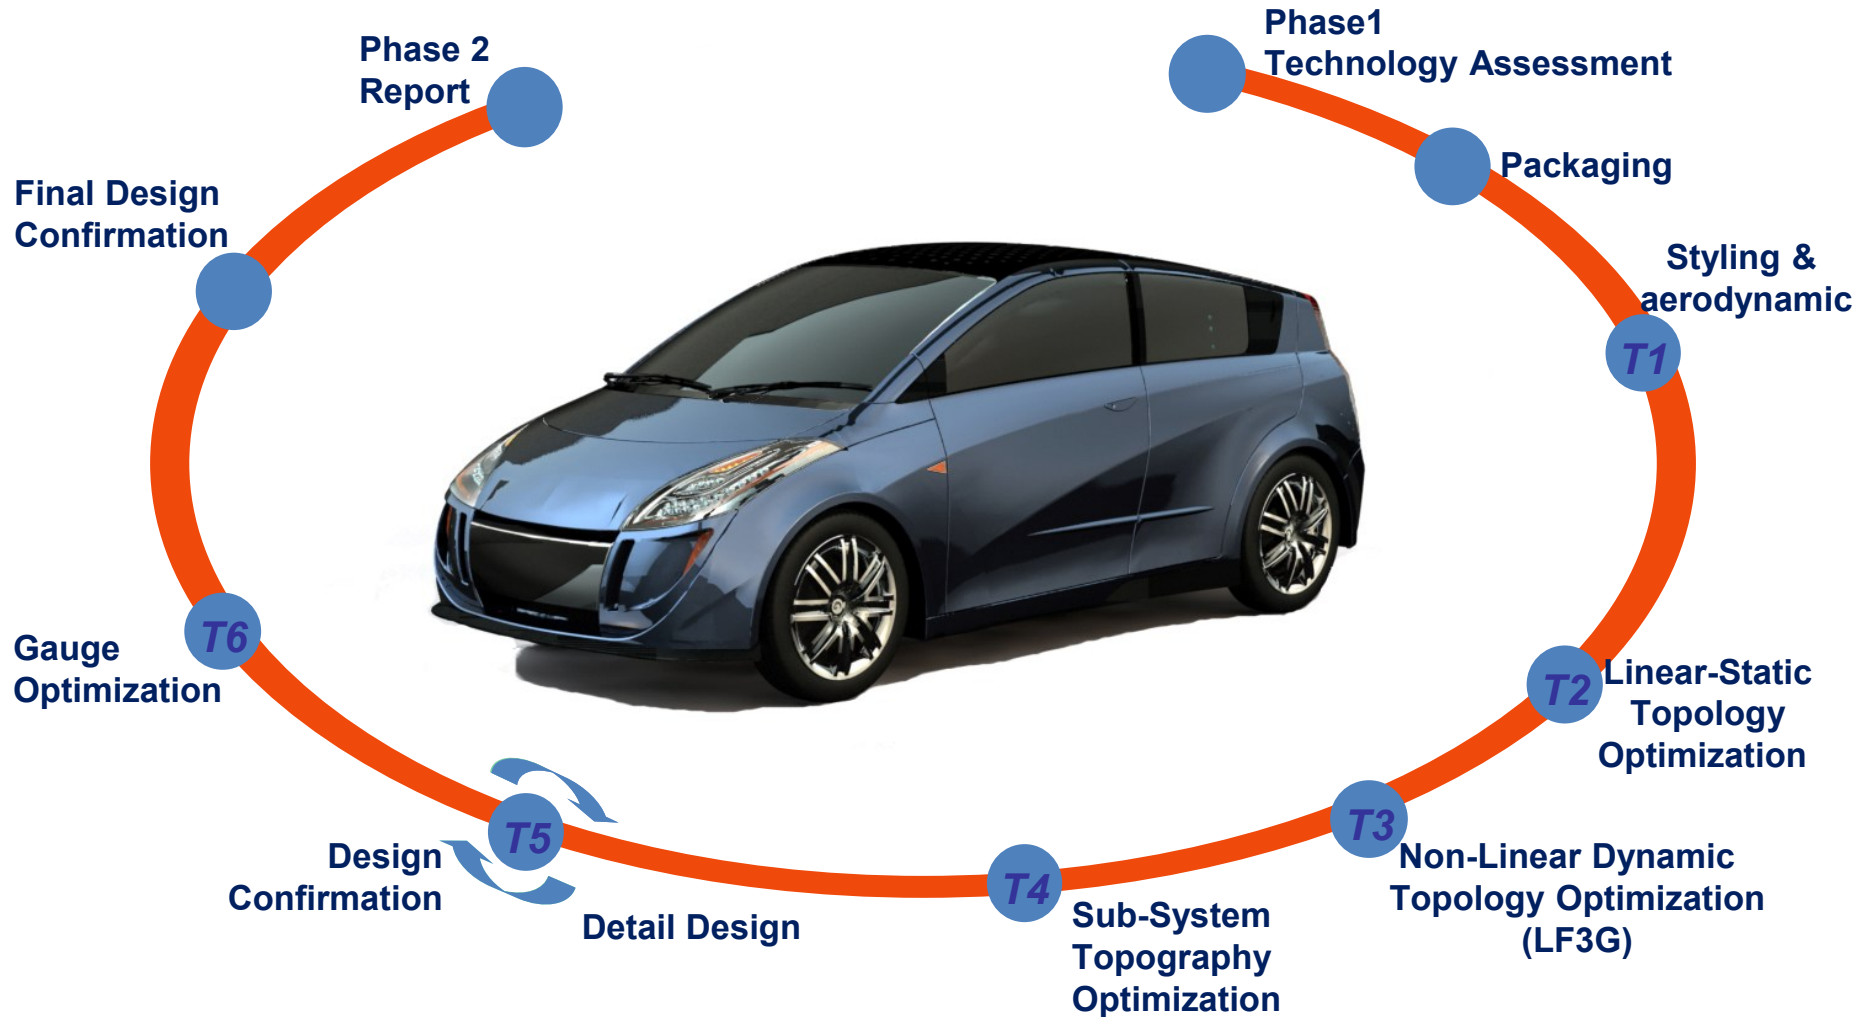 Phase1
Technology Assessment
Packaging
Styling &
aerodynamic
T1
T2
Linear-Static
Topology
Optimization
T3
Non-Linear Dynamic
Topology Optimization
(LF3G)
T4
Sub-System
Topography
Optimization
Detail Design
T5
Design
Confirmation
T6
Gauge
Optimization
Final Design
Confirmation
Phase 2
Report